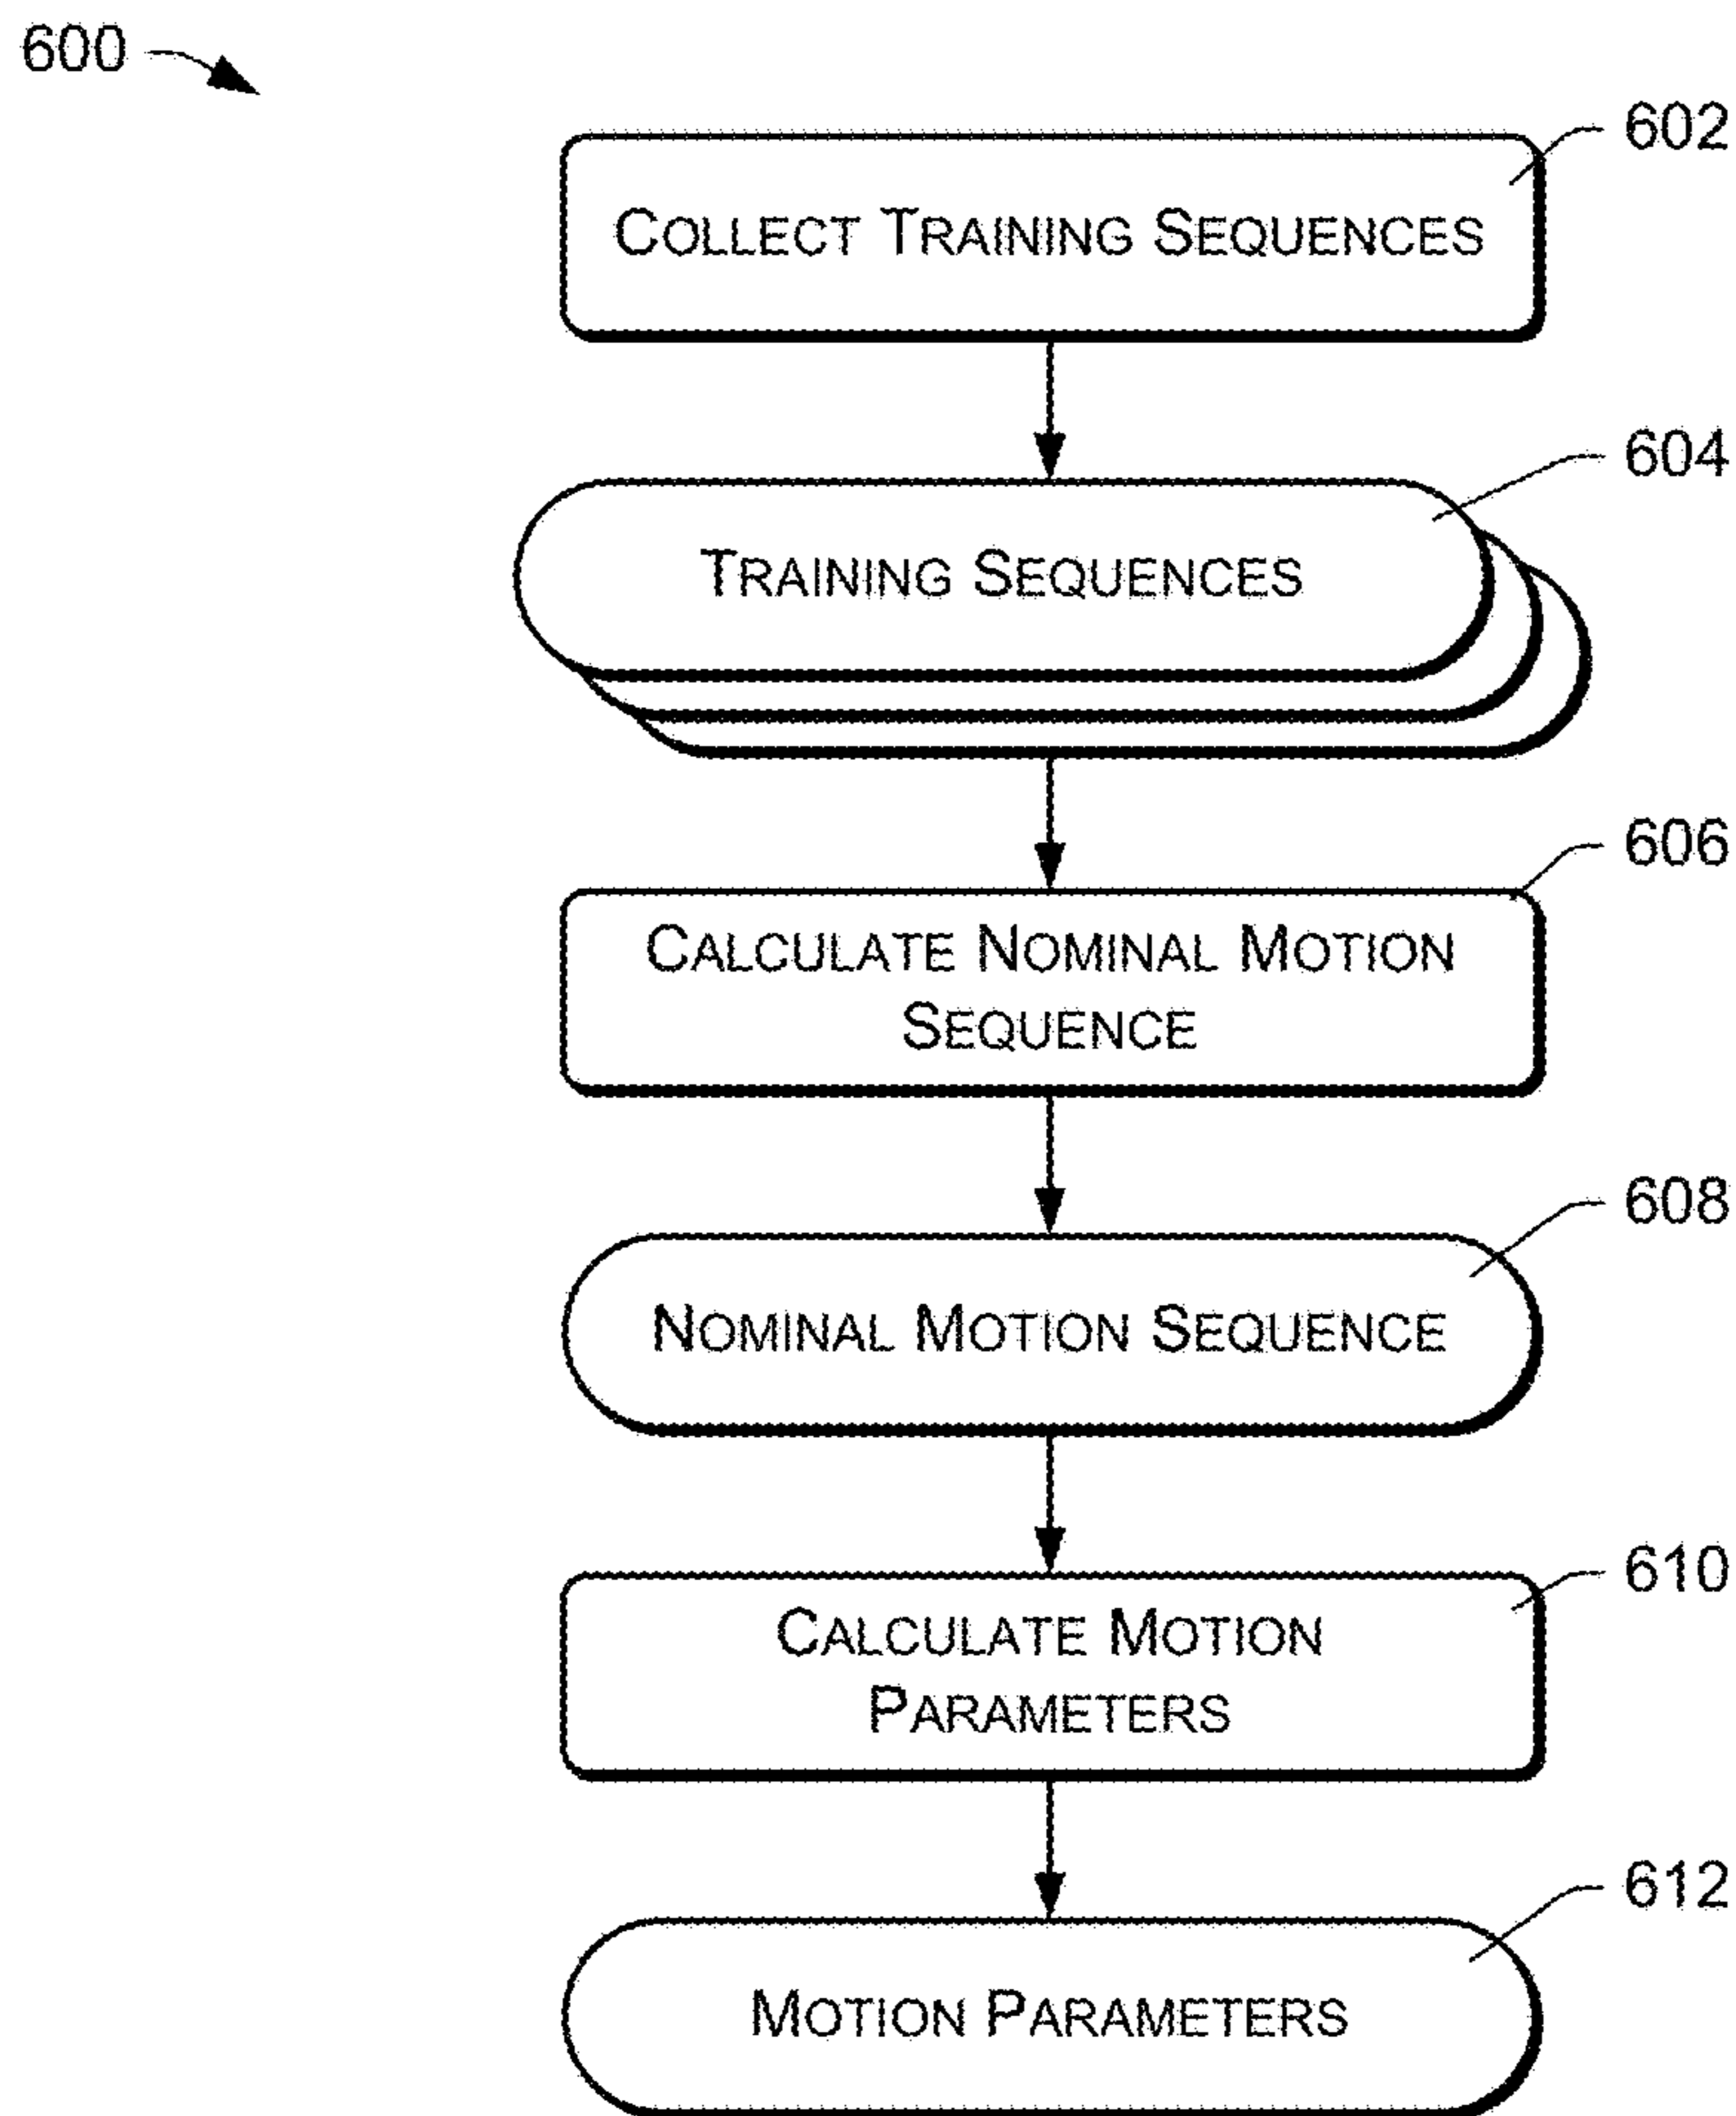 600
602
COLLECT TRAINING SEQUENCES
604
TRAINING SEQUENCES
606
CALCULATE NOMINAL MOTION
SEQUENCE
608
NOMINAL MOTION SEQUENCE
610
CALCULATE MOTION
PARAMETERS
612
MOTION PARAMETERS